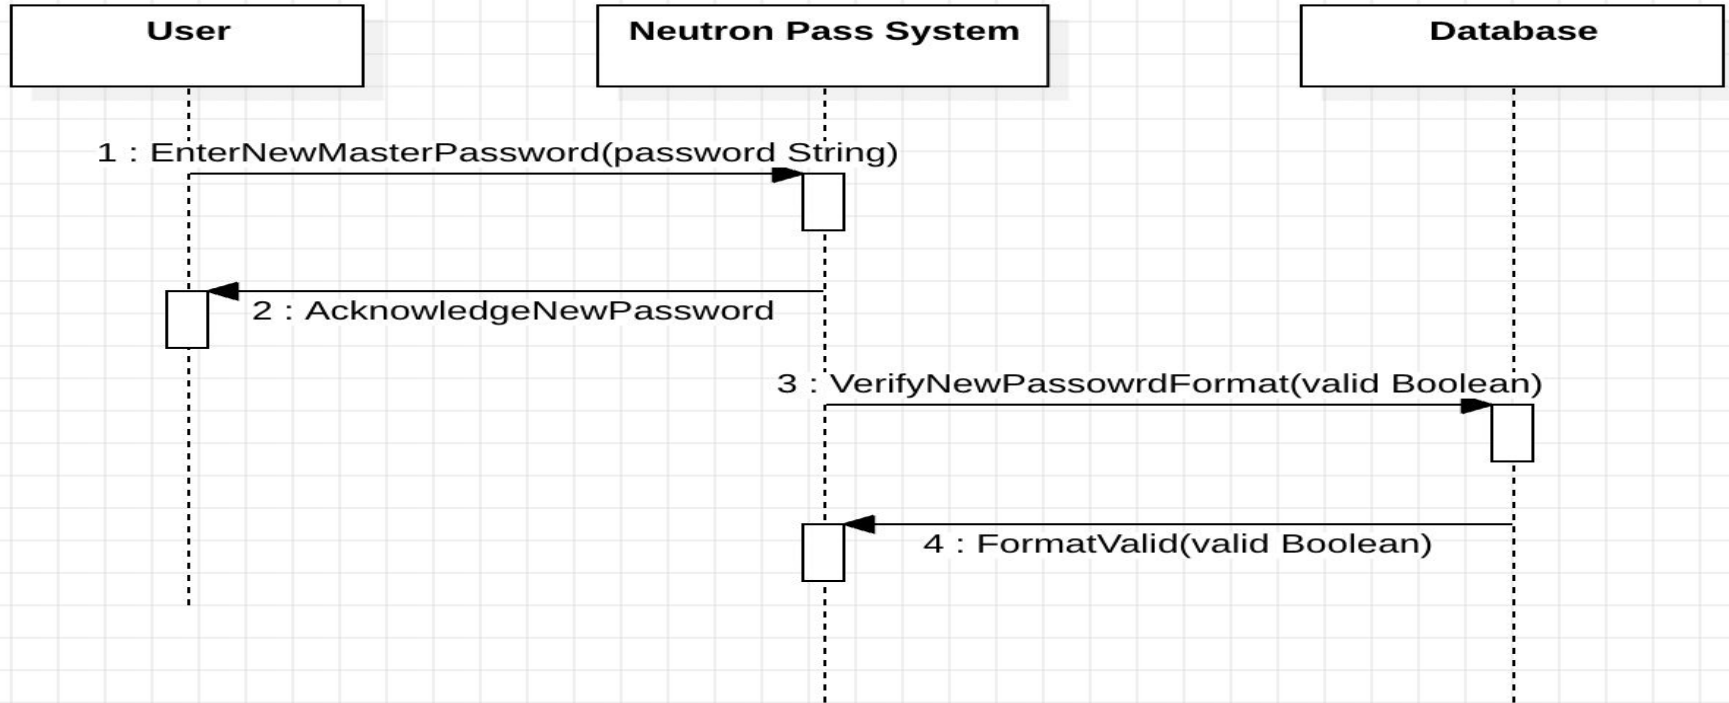 User
Neutron Pass System
Database
1 : EnterNewMasterPassword(password String)
2 : AcknowledgeNewPassword
3 : VerifyNewPassowrdFormat(valid Boolean)
4 : FormatValid(valid Boolean)